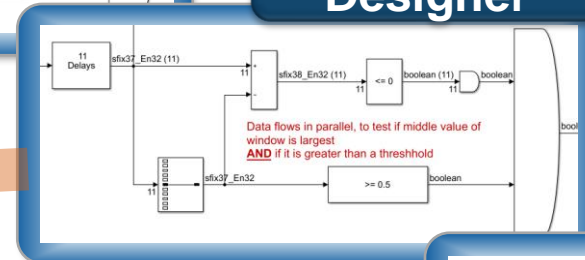 Designer
11
Delays
sfix37_En32 (11)
11
+
-
sfix38_En32 (11)
11
<= 0
boolean (11)
11
boolean
bool
Data flows in parallel, to test if middle value of
window is largest
AND if it is greater than a threshhold
11
sfix37_En32
>= 0.5
boolean